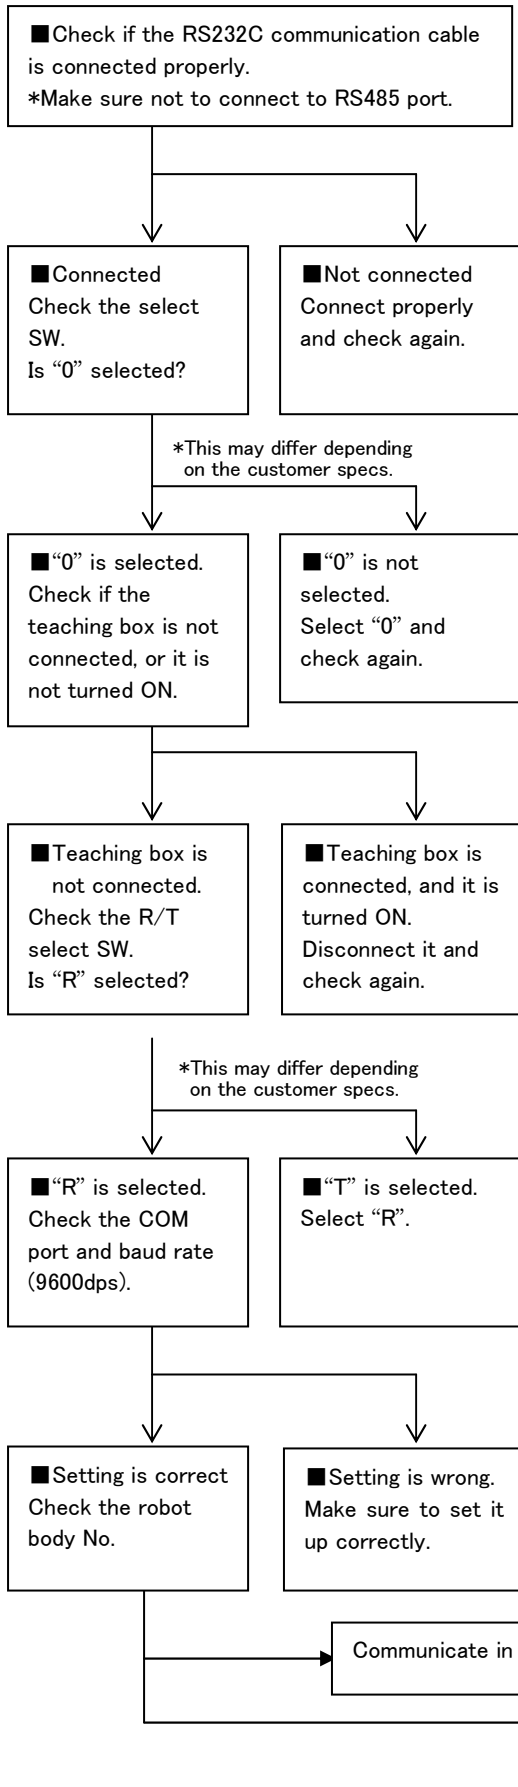 ■Check if the RS232C communication cable
is connected properly.
*Make sure not to connect to RS485 port.
■Connected
Check the select
SW.
Is “0” selected?
■Not connected
Connect properly
and check again.
*This may differ depending
on the customer specs.
■“0” is selected.
Check if the
teaching box is not
connected, or it is
not turned ON.
■“0” is not
selected.
Select “0” and
check again.
■Teaching box is
not connected.
Check the R/T
select SW.
Is “R” selected?
■Teaching box is
connected, and it is
turned ON.
Disconnect it and
check again.
*This may differ depending
on the customer specs.
■“R” is selected.
Check the COM
port and baud rate
(9600dps).
■“T” is selected.
Select “R”.
■Setting is correct
Check the robot
body No.
■Setting is wrong.
Make sure to set it
up correctly.
Communicate in